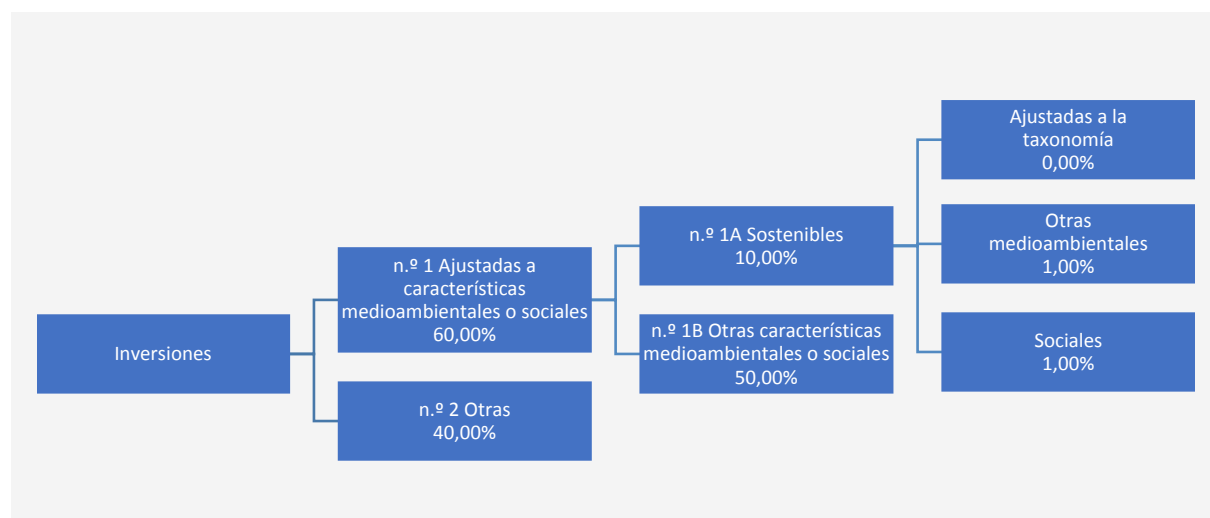 Inversiones
n.º 1 Ajustadas a
características
medioambientales o sociales
60,00%
n.º 2 Otras
40,00%
n.º 1A Sostenibles
10,00%
n.º 1B Otras características
medioambientales o sociales
50,00%
Ajustadas a la
taxonomía
0,00%
Otras
medioambientales
1,00%
Sociales
1,00%